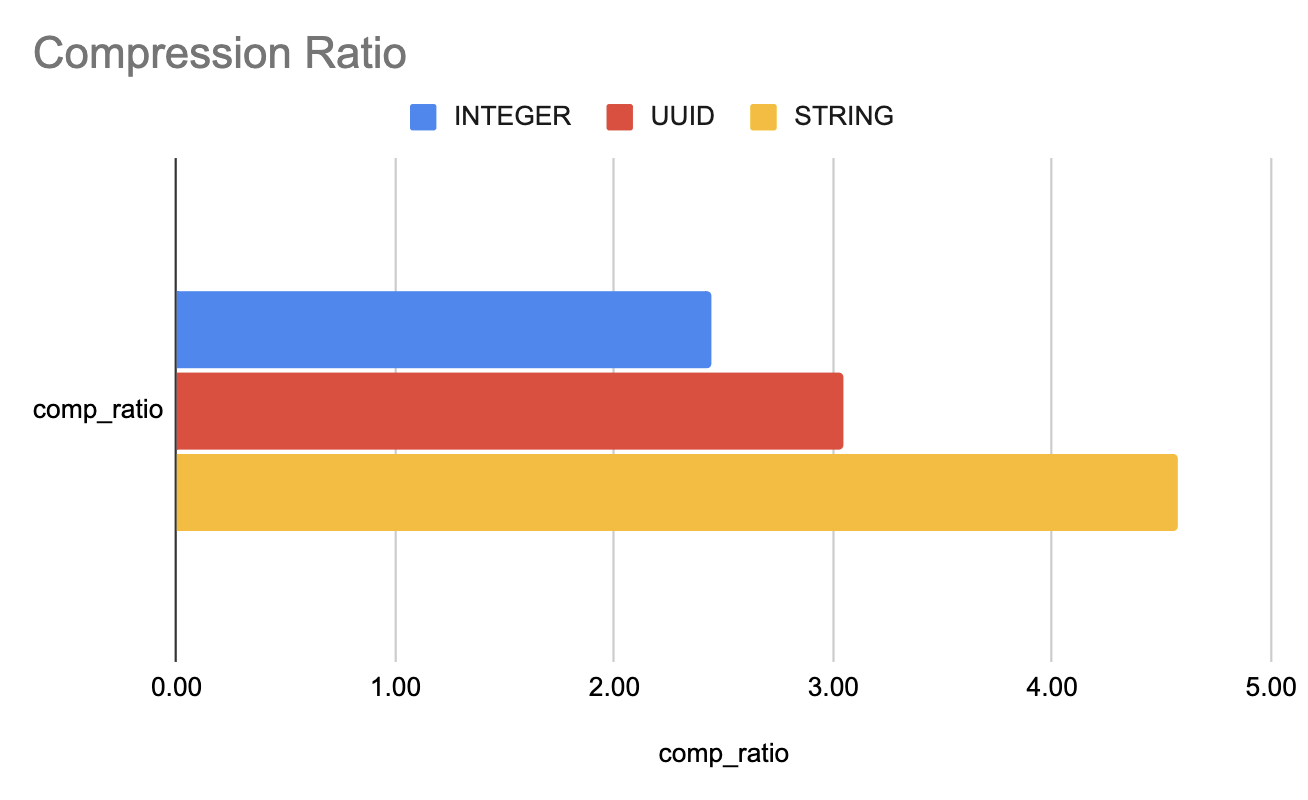 Compression Ratio
INTEGER UUID STRING
comp_ratio
0.00 1.00 2.00 3.00 4.00 5.00
comp_ratio